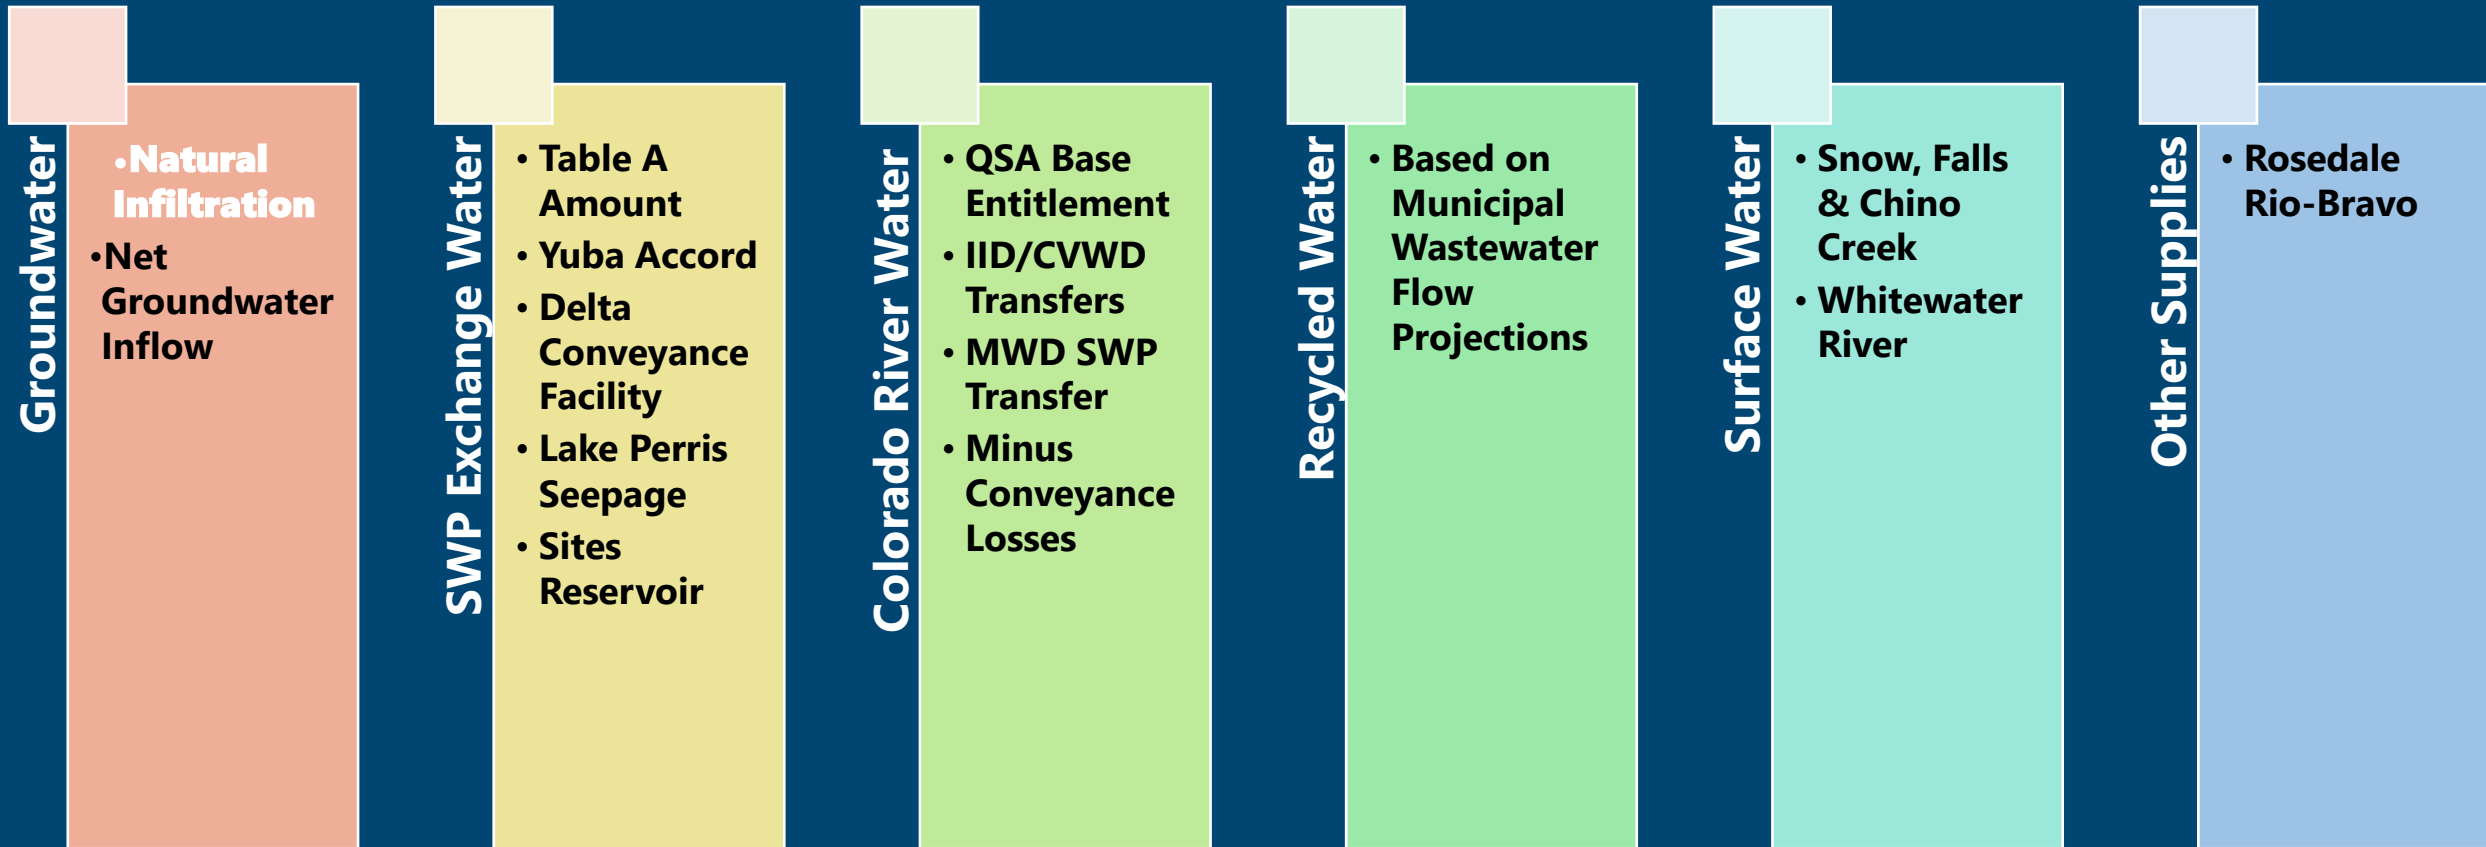 Groundwater
•Natural
Infiltration
•Net
Groundwater
Inflow
SWP Exchange Water
• Table A
Amount
• Yuba Accord
• Delta
Conveyance
Facility
• Lake Perris
Seepage
• Sites
Reservoir
Colorado River Water
• QSA Base
Entitlement
• IID/CVWD
Transfers
• MWD SWP
Transfer
• Minus
Conveyance
Losses
Recycled Water
• Based on
Municipal
Wastewater
Flow
Projections
Surface Water
• Snow, Falls
& Chino
Creek
• Whitewater
River
Other Supplies
• Rosedale
Rio-Bravo